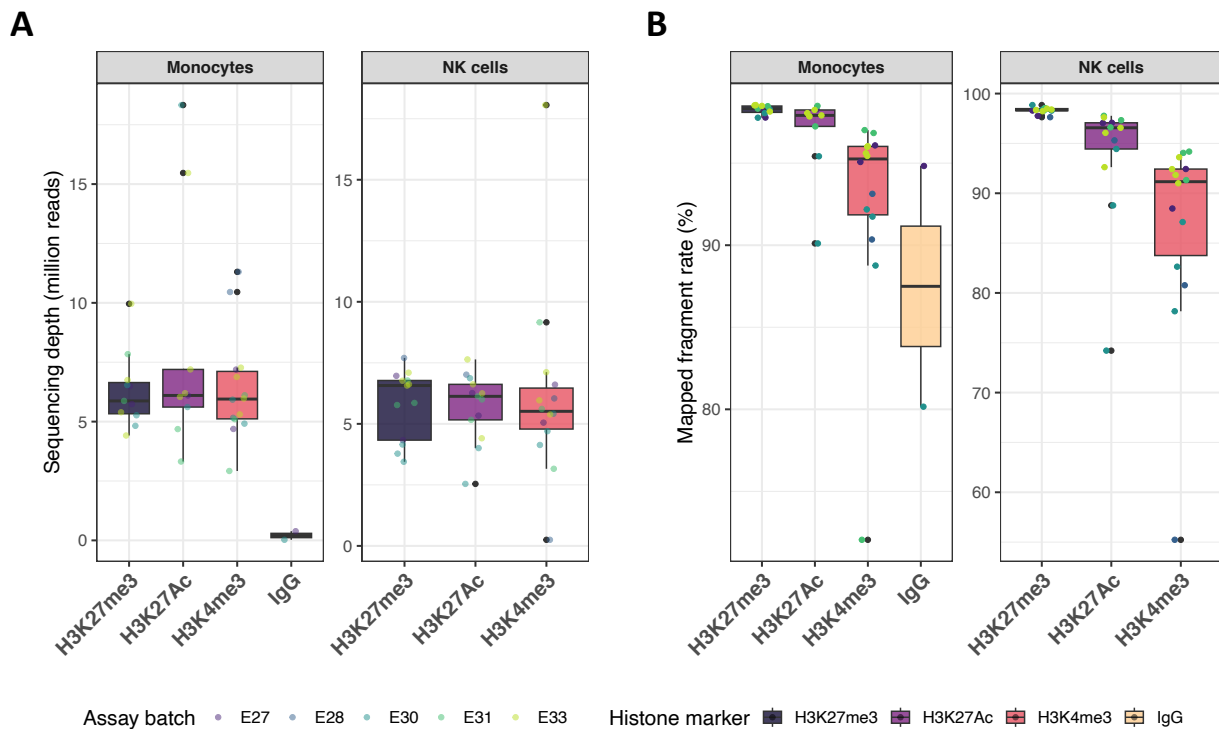 A
B
Monocytes
NK cells
Monocytes
NK cells
Sequencing depth (million reads)
15
10
5
0
15
10
5
0
Mapped fragment rate (%)
90
80
100
90
80
70
60
H3K27me3
H3K27Ac
H3K4me3
IgG
H3K27me3
H3K27Ac
H3K4me3
H3K27me3
H3K27Ac
H3K4me3
IgG
H3K27me3
H3K27Ac
H3K4me3
Assay batch E27 E28 E30 E31 E33
Histone marker H3K27me3 H3K27Ac H3K4me3 IgG